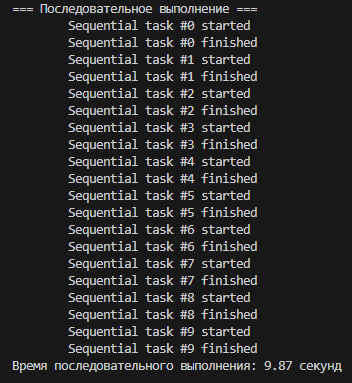 === Последовательное выполнение ===
Sequential task #0 started
Sequential task #0 finished
Sequential task #1 started
Sequential task #1 finished
Sequential task #2 started
Sequential task #2 finished
Sequential task #3 started
Sequential task #3 finished
Sequential task #4 started
Sequential task #4 finished
Sequential task #5 started
Sequential task #5 finished
Sequential task #6 started
Sequential task #6 finished
Sequential task #7 started
Sequential task #7 finished
Sequential task #8 started
Sequential task #8 finished
Sequential task #9 started
Sequential task #9 finished
Время последовательного выполнения: 9.87 секунд